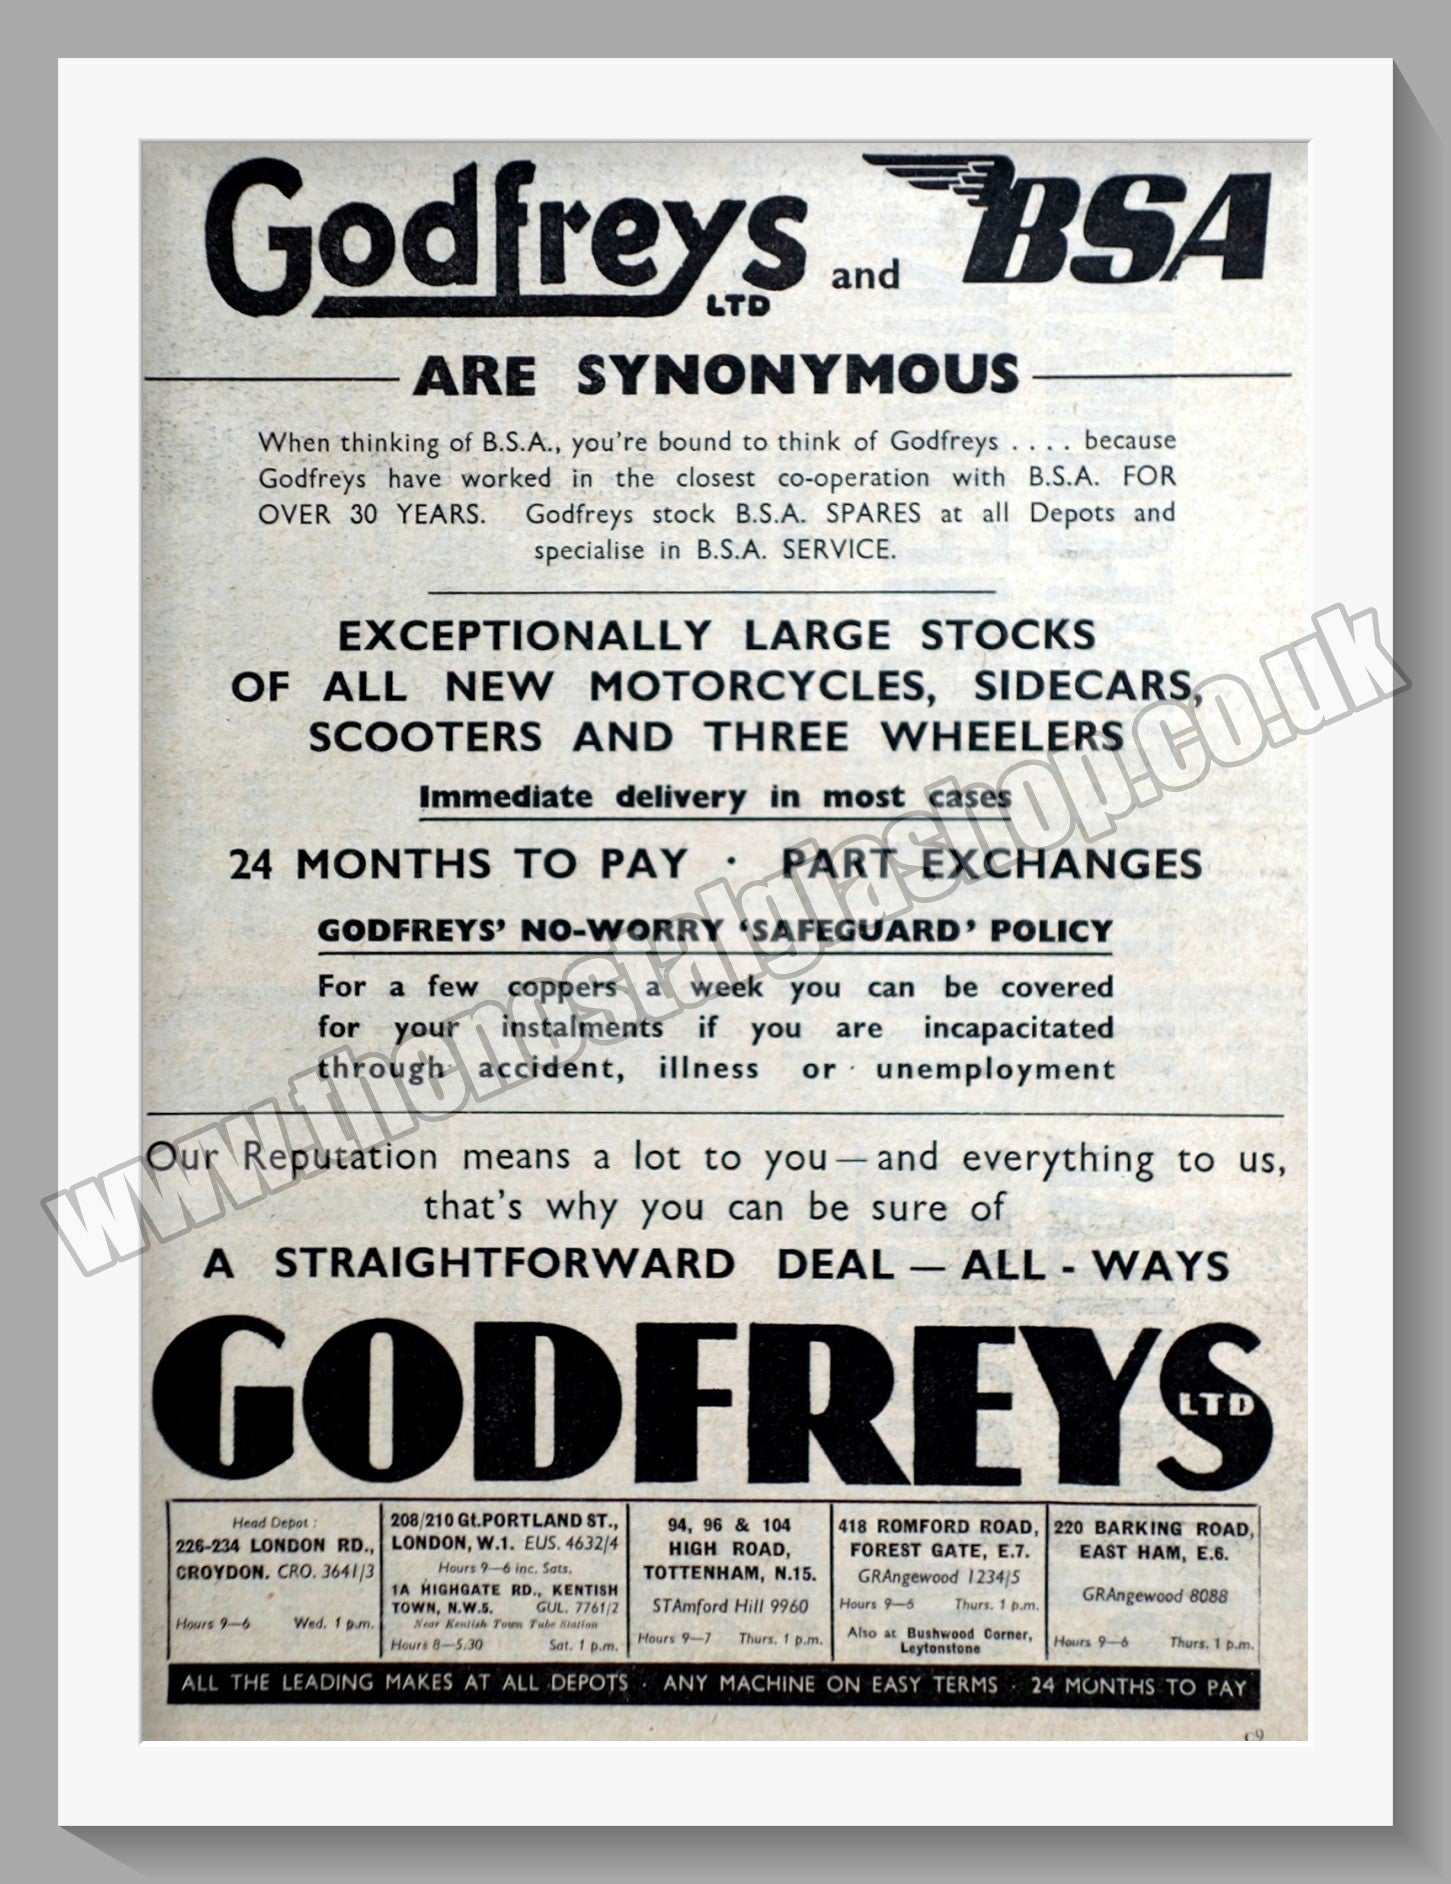 Godfreys LTD and BSA
ARE SYNONYMOUS
When thinking of B.S.A., you're bound to think of Godfreys . . . . because
Godfreys have worked in the closest co-operation with B.S.A. FOR
OVER 30 YEARS. Godfreys stock B.S.A. SPARES at all Depots and
specialise in B.S.A. SERVICE.
EXCEPTIONALLY LARGE STOCKS
OF ALL NEW MOTORCYCLES, SIDECARS,
SCOOTERS AND THREE WHEELERS
Immediate delivery in most cases
24 MONTHS TO PAY · PART EXCHANGES
GODFREYS' NO-WORRY 'SAFEGUARD' POLICY
For a few coppers a week you can be covered
for your instalments if you are incapacitated
through accident, illness or unemployment
Our Reputation means a lot to you—and everything to us,
that's why you can be sure of
A STRAIGHTFORWARD DEAL — ALL - WAYS
GODFREYS LTD
Head Depot :
226-234 LONDON RD.,
CROYDON. CRO. 3641/3
Hours 9—6 Wed. 1 p.m.
208/210 Gt. PORTLAND ST.,
LONDON, W.1. EUS. 4632/4
Hours 9—6 inc. Sats.
1A HIGHGATE RD., KENTISH
TOWN, N.W.5. GUL. 7761/2
Near Kentish Town Tube Station
Hours 8—5.30 Sat. 1 p.m.
94, 96 & 104
HIGH ROAD,
TOTTENHAM, N.15.
STAmford Hill 9960
Hours 9—7 Thurs. 1 p.m.
418 ROMFORD ROAD,
FOREST GATE, E.7.
GRAngewood 1234/5
Hours 9—6 Thurs. 1 p.m.
Also at Bushwood Corner,
Leytonstone
220 BARKING ROAD,
EAST HAM, E.6.
GRAngewood 8088
Hours 9—6 Thurs. 1 p.m.
ALL THE LEADING MAKES AT ALL DEPOTS · ANY MACHINE ON EASY TERMS · 24 MONTHS TO PAY
c9
www.thenostalgiashop.co.uk